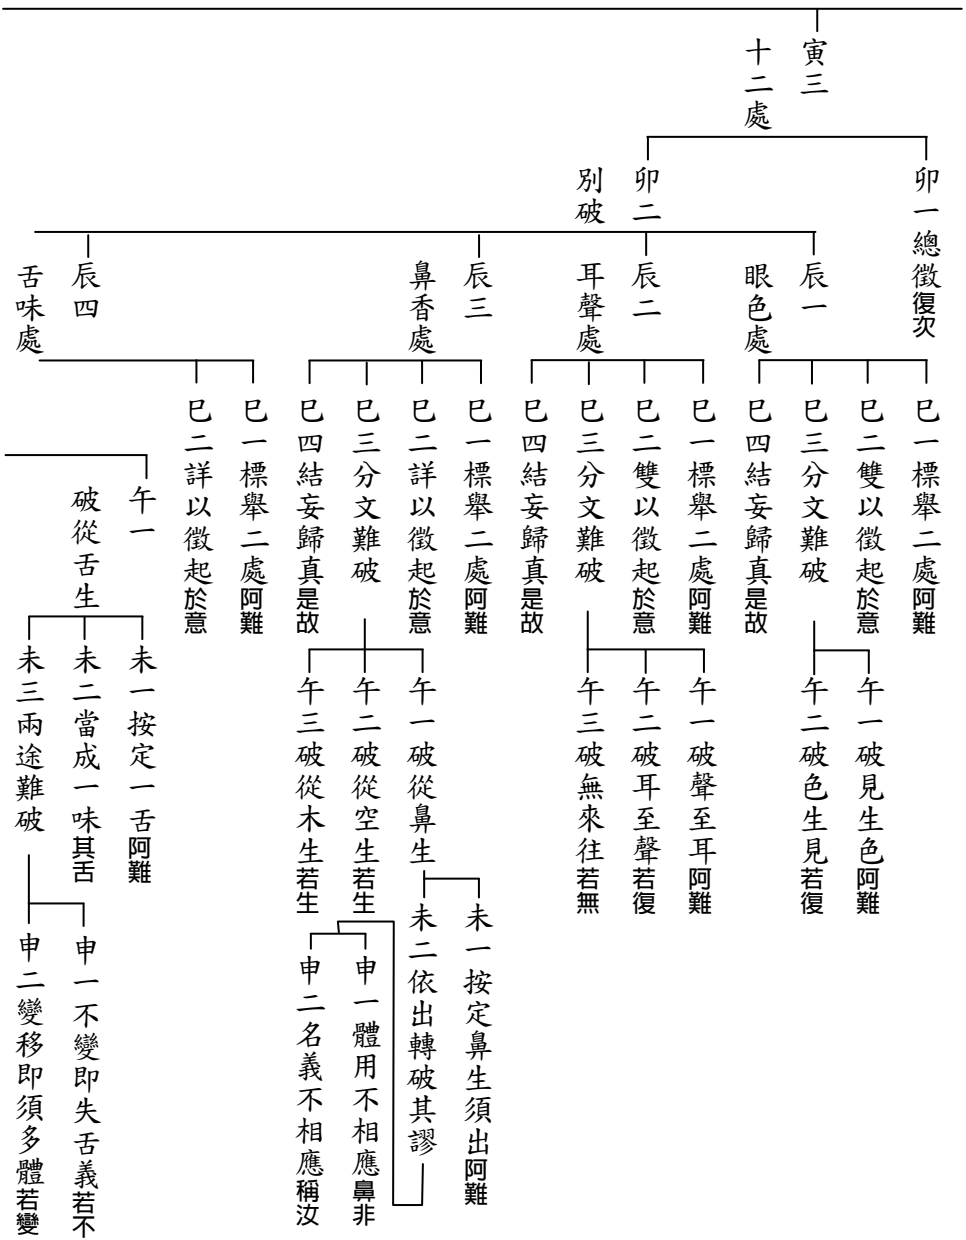 寅三
十二處
卯一總徵復次
卯二
別破
辰一
眼色處
巳一標舉二處阿難
巳二雙以徵起於意
巳三分文難破
午一破見生色阿難
午二破色生見若復
巳四結妄歸真是故
辰二
耳聲處
巳一標舉二處阿難
巳二雙以徵起於意
巳三分文難破
午一破聲至耳阿難
午二破耳至聲若復
午三破無來往若無
巳四結妄歸真是故
辰三
鼻香處
巳一標舉二處阿難
巳二詳以徵起於意
巳三分文難破
午一破從鼻生
未一按定鼻生須出阿難
未二依出轉破其謬
申一體用不相應鼻非
申二名義不相應稱汝
午二破從空生若生
午三破從木生若生
巳四結妄歸真是故
辰四
舌味處
巳一標舉二處阿難
巳二詳以徵起於意
午一
破從舌生
未一按定一舌阿難
未二當成一味其舌
未三兩途難破
申一不變即失舌義若不
申二變移即須多體若變